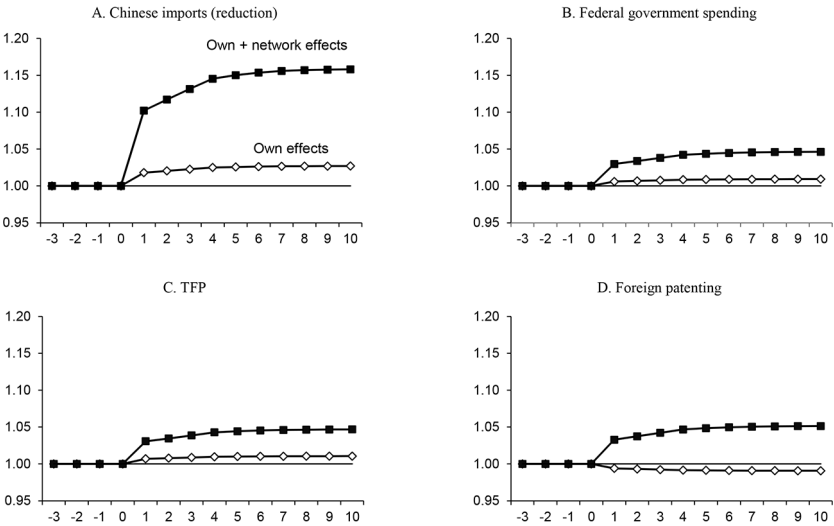 A. Chinese imports (reduction)
1.20
1.15
1.10
1.05
1.00
0.95
Own + network effects
Own effects
-3 -2 -1 0 1 2 3 4 5 6 7 8 9 10
B. Federal government spending
1.20
1.15
1.10
1.05
1.00
0.95
-3 -2 -1 0 1 2 3 4 5 6 7 8 9 10
C. TFP
1.20
1.15
1.10
1.05
1.00
0.95
-3 -2 -1 0 1 2 3 4 5 6 7 8 9 10
D. Foreign patenting
1.20
1.15
1.10
1.05
1.00
0.95
-3 -2 -1 0 1 2 3 4 5 6 7 8 9 10